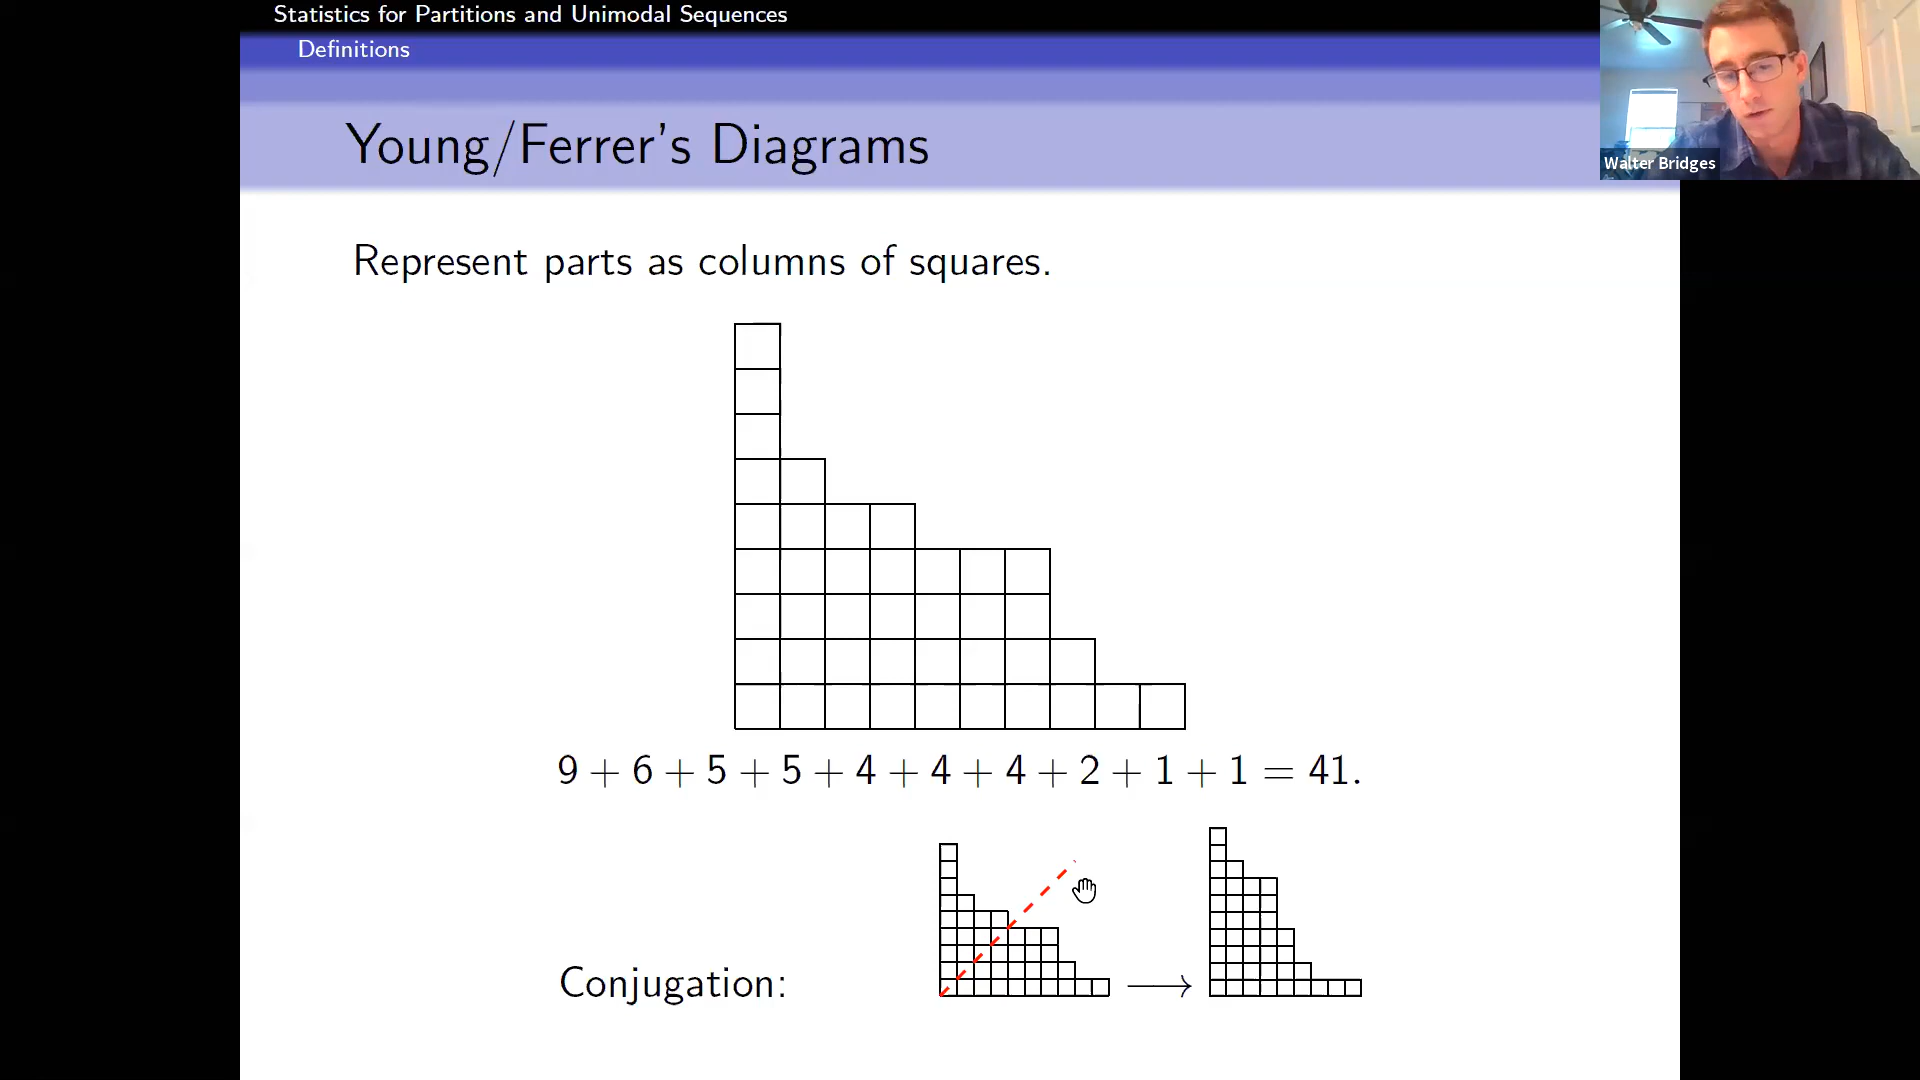 Statistics for Partitions and Unimodal Sequences
Definitions
Young/Ferrer's Diagrams
Walter Bridges
Represent parts as columns of squares.
9 + 6 + 5 + 5 + 4 + 4 + 4 + 2 + 1 + 1 = 41.
Conjugation: